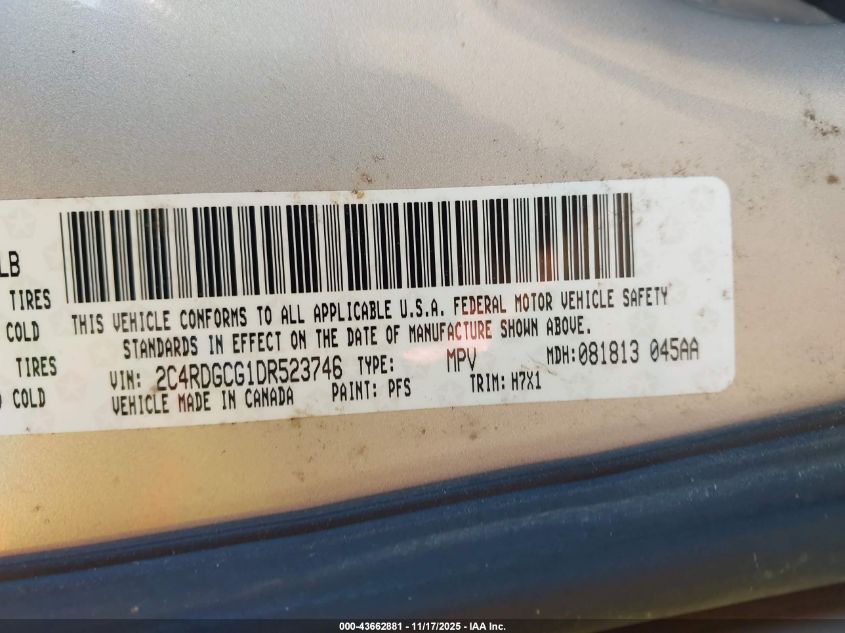 LB
TIRES
COLD
TIRES
COLD
THIS VEHICLE CONFORMS TO ALL APPLICABLE U.S.A. FEDERAL MOTOR VEHICLE SAFETY
STANDARDS IN EFFECT ON THE DATE OF MANUFACTURE SHOWN ABOVE.
VIN: 2C4RDGCG1DR523746 TYPE: MPV MDH:081813 045AA
VEHICLE MADE IN CANADA PAINT: PFS TRIM: H7X1
000-43662881 - 11/17/2025 - IAA Inc.